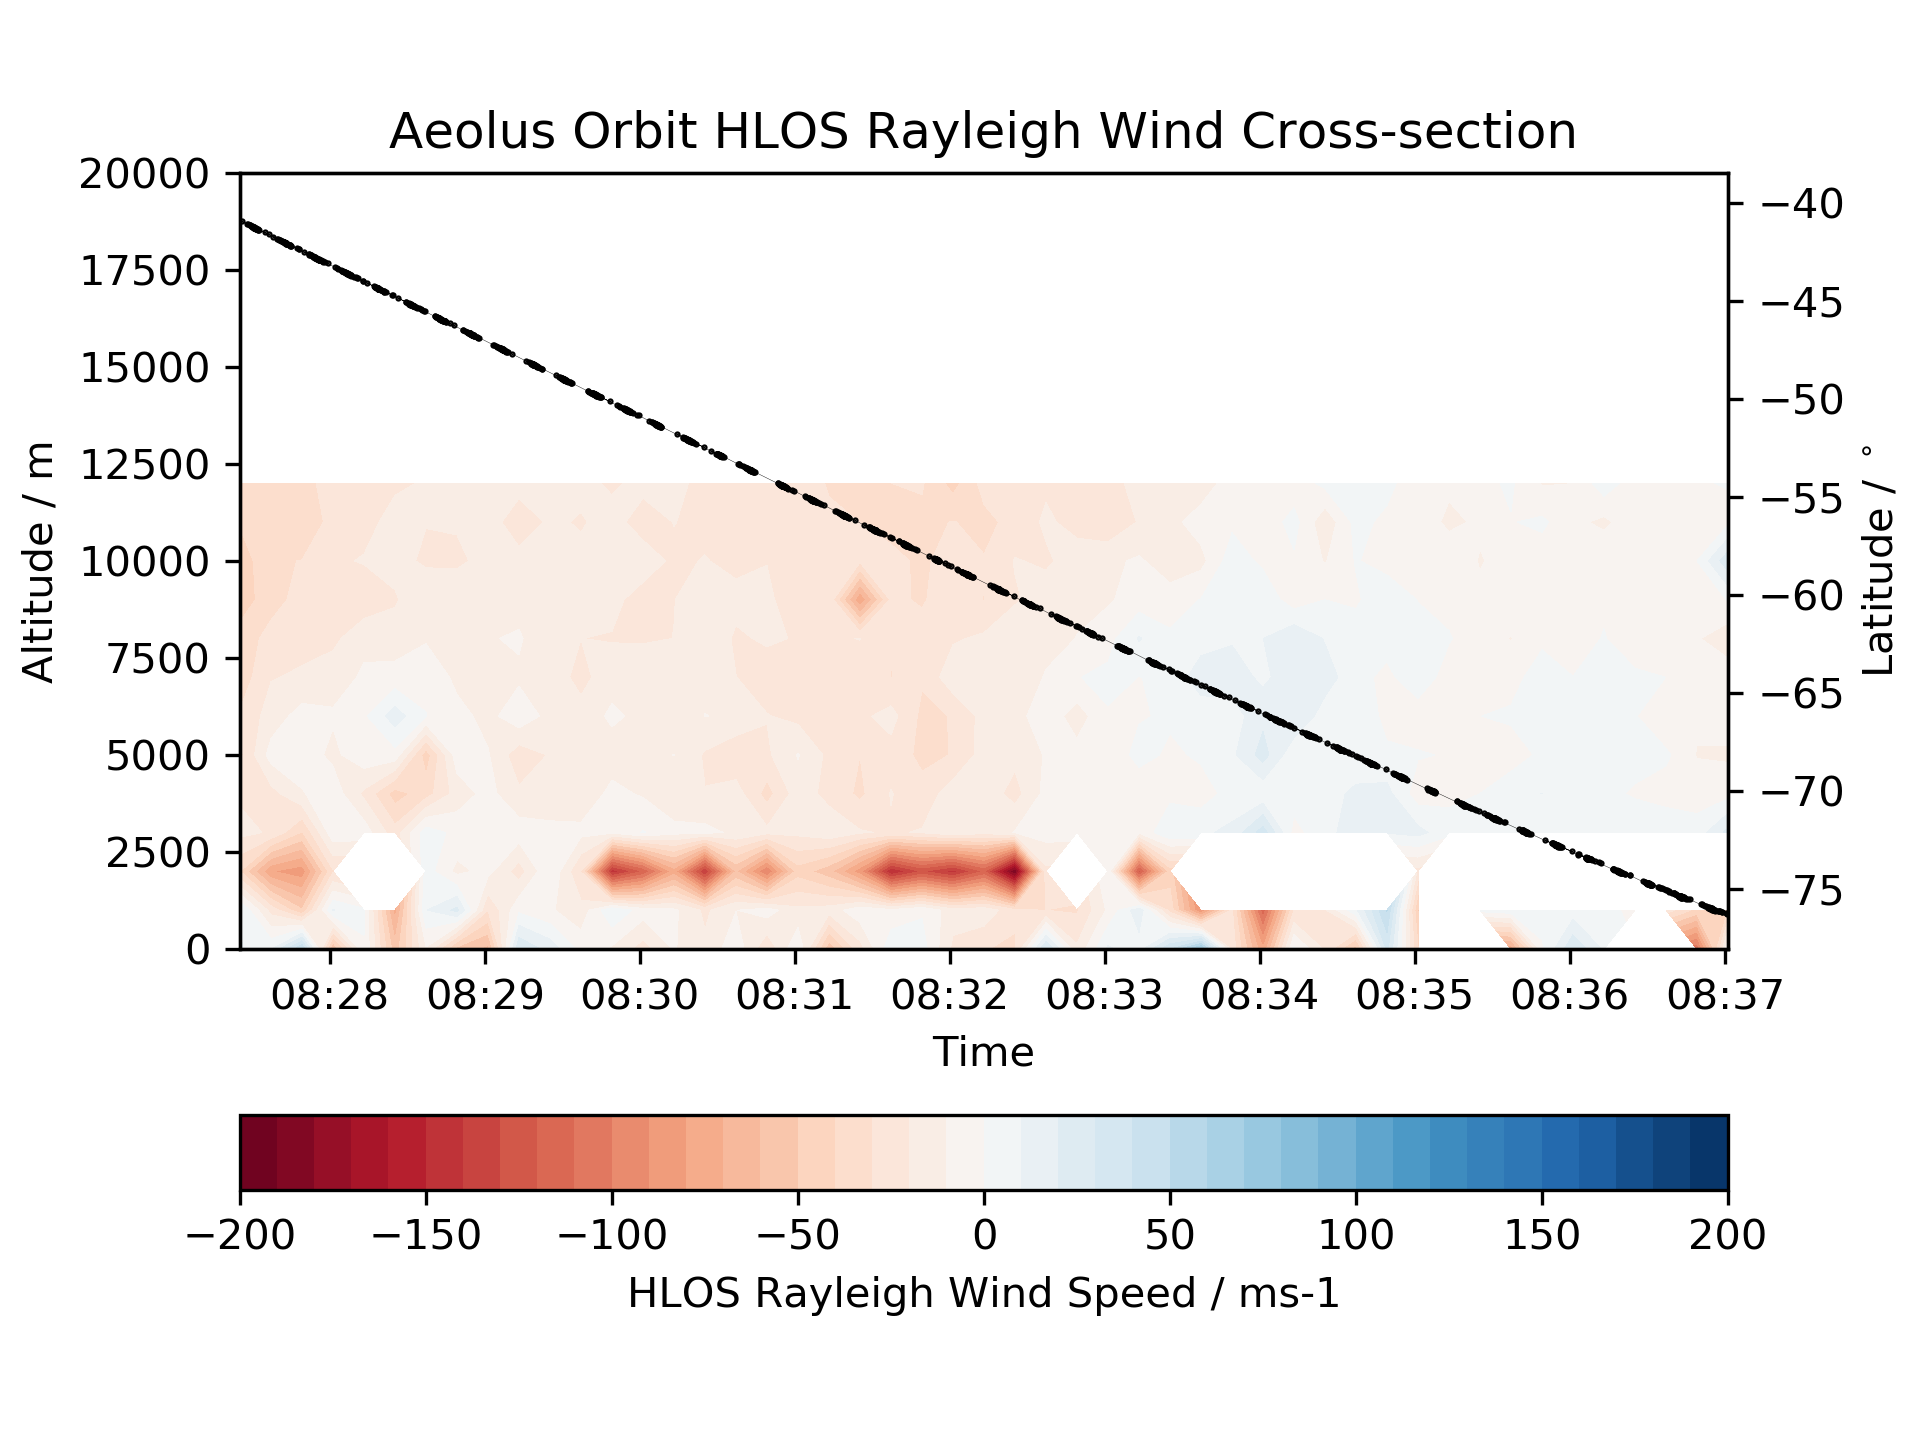 Aeolus Orbit HLOS Rayleigh Wind Cross-section
20000
17500
15000
12500
10000
7500
5000
2500
0
Altitude / m
−40
−45
−50
−55
−60
−65
−70
−75
Latitude / °
08:28 08:29 08:30 08:31 08:32 08:33 08:34 08:35 08:36 08:37
Time
−200 −150 −100 −50 0 50 100 150 200
HLOS Rayleigh Wind Speed / ms-1